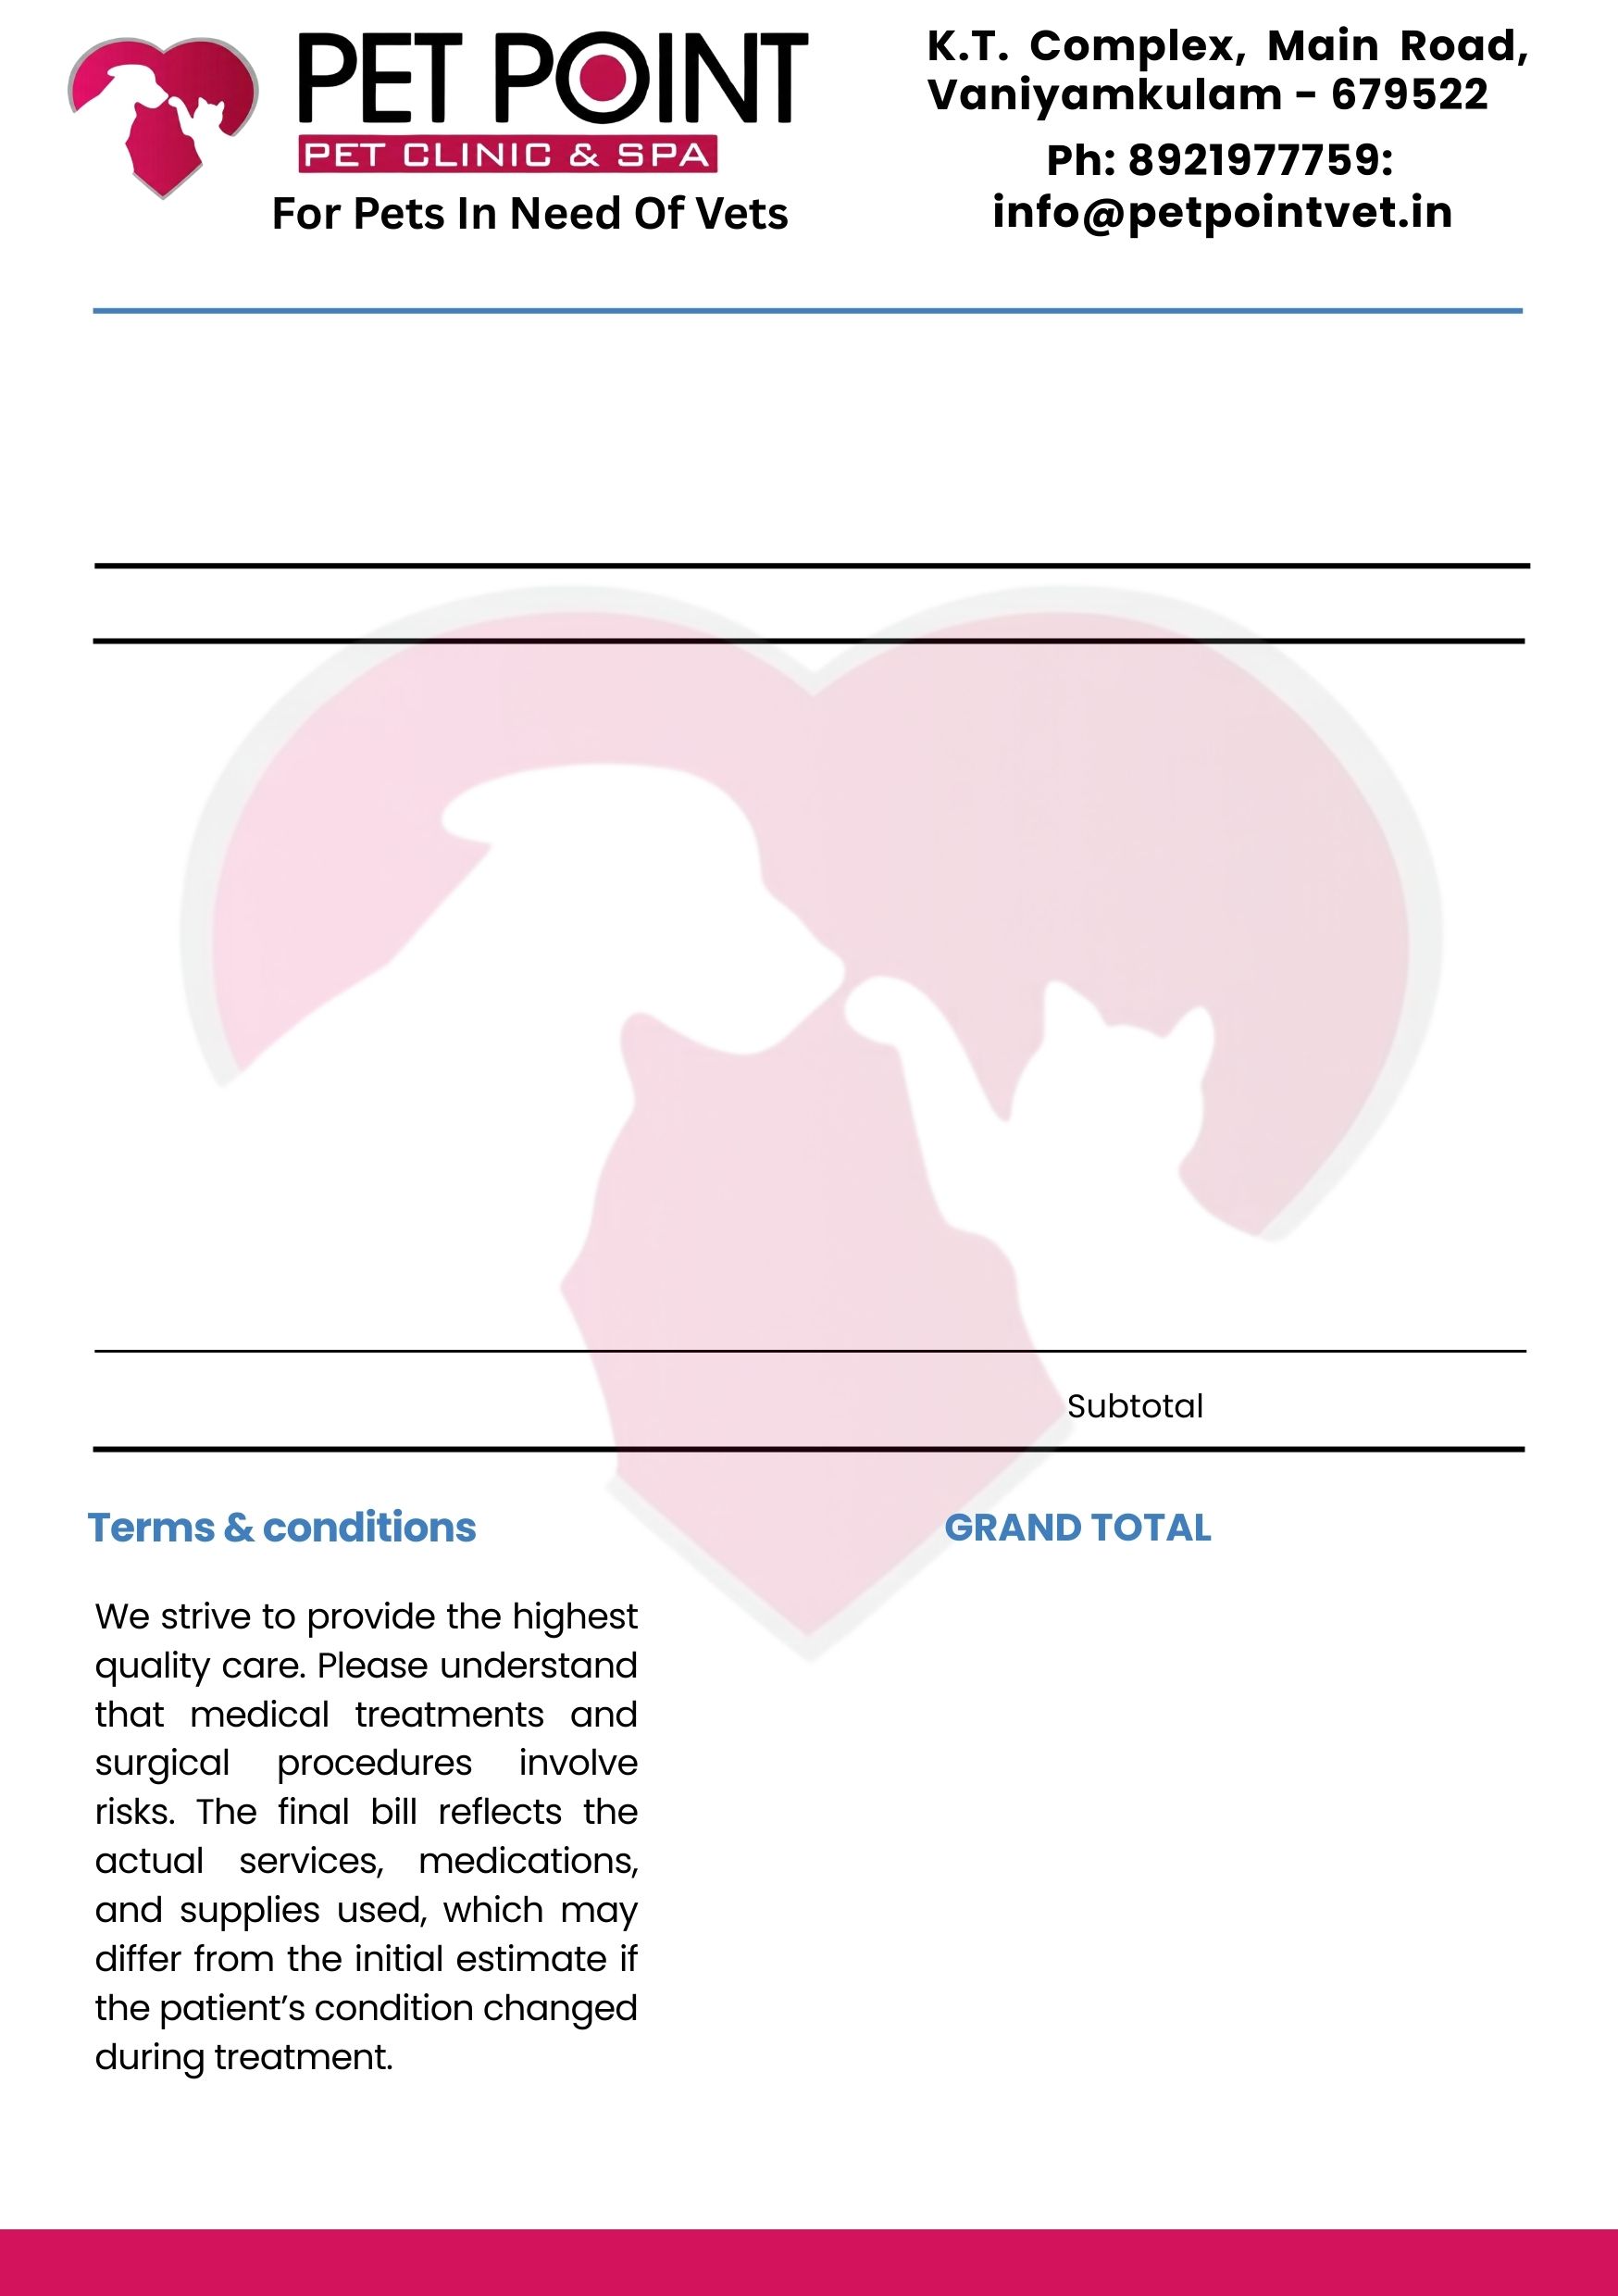 PET POINT
PET CLINIC & SPA
For Pets In Need Of Vets
K.T. Complex, Main Road,
Vaniyamkulam - 679522
Ph: 8921977759:
info@petpointvet.in
Subtotal
Terms & conditions
GRAND TOTAL
We strive to provide the highest
quality care. Please understand
that medical treatments and
surgical procedures involve
risks. The final bill reflects the
actual services, medications,
and supplies used, which may
differ from the initial estimate if
the patient’s condition changed
during treatment.